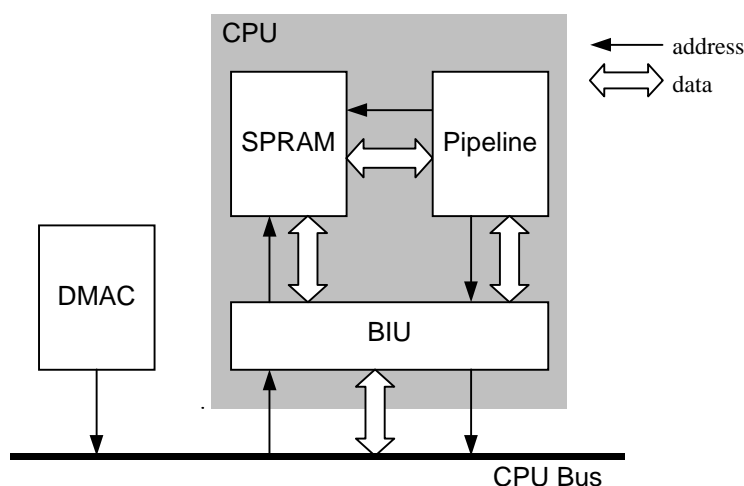 CPU
address
data
SPRAM
Pipeline
DMAC
BIU
CPU Bus